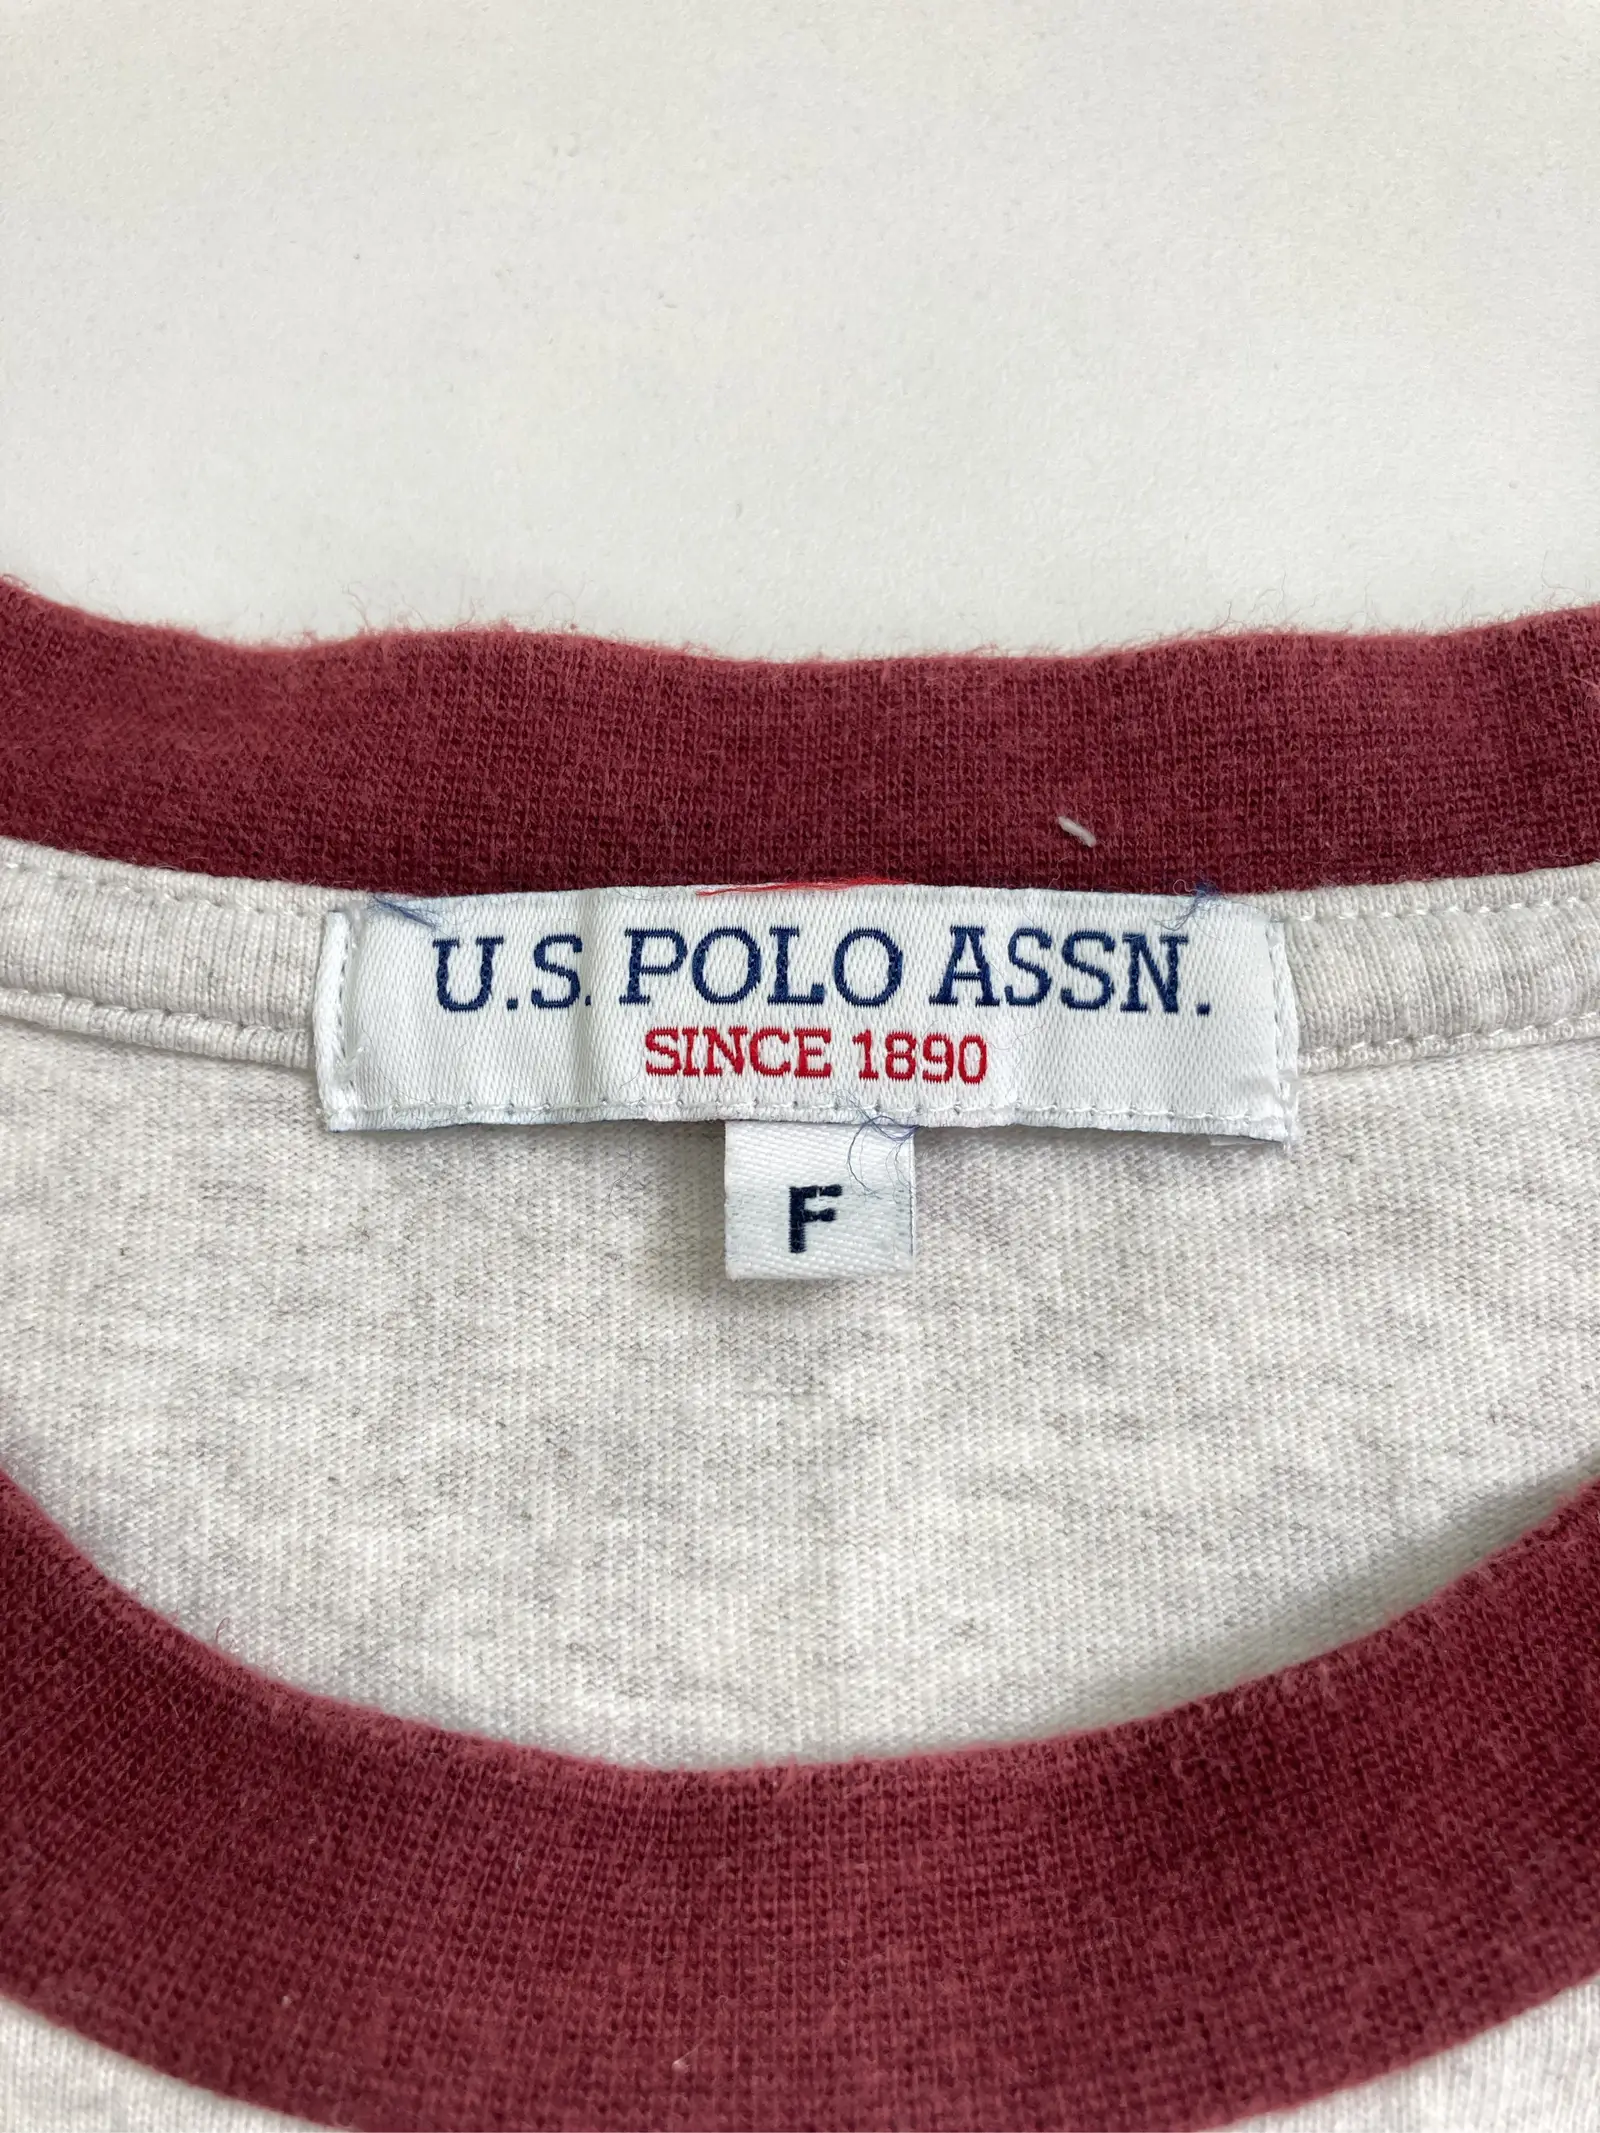 U.S. POLO ASSN.
SINCE 1890
F